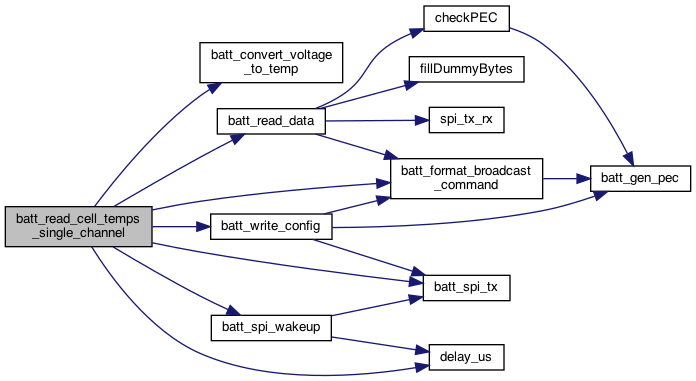 batt_read_cell_temps
_single_channel
batt_convert_voltage
_to_temp
batt_read_data
batt_write_config
batt_spi_wakeup
checkPEC
fillDummyBytes
spi_tx_rx
batt_format_broadcast
_command
batt_spi_tx
delay_us
batt_gen_pec